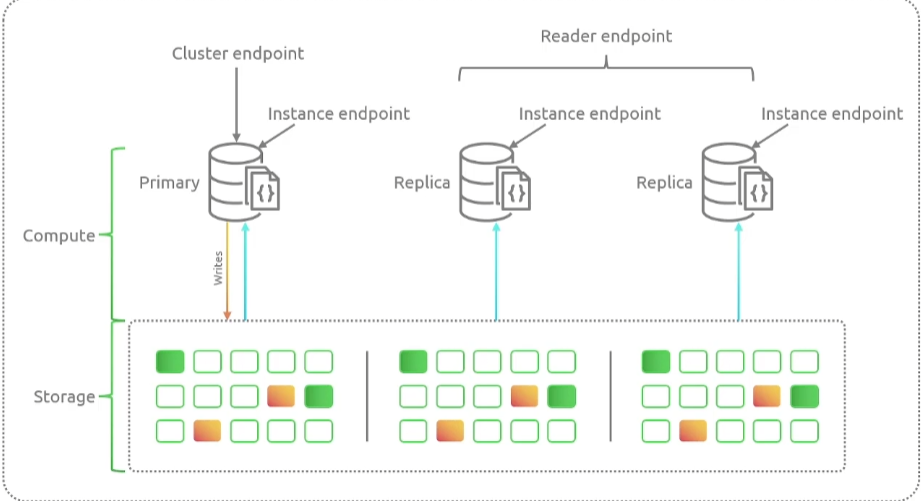 Reader endpoint
Cluster endpoint
Instance endpoint
Instance endpoint
Instance endpoint
Primary
Replica
Replica
Compute
Writes
Storage